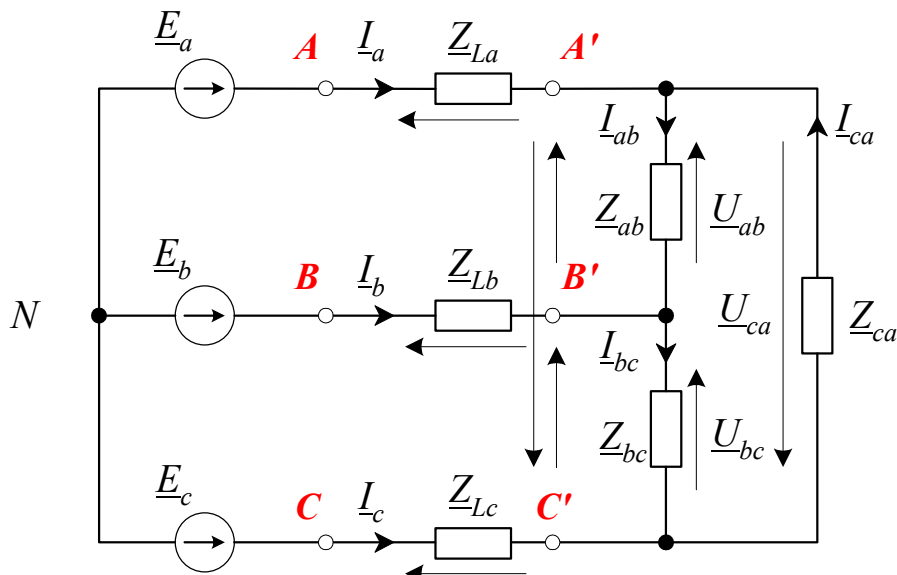 E_a A I_a Z_La A'
I_ab I_ca
Z_ab U_ab
E_b B I_b Z_Lb B'
N U_ca Z_ca
I_bc
Z_bc U_bc
E_c C I_c Z_Lc C'